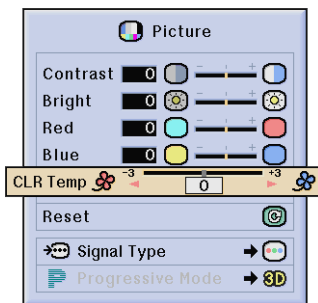 Picture
Contrast 0 - +
Bright 0 - +
Red 0 - +
Blue 0 - +
CLR Temp -3 0 +3
Reset
Signal Type
P Progressive Mode 3D